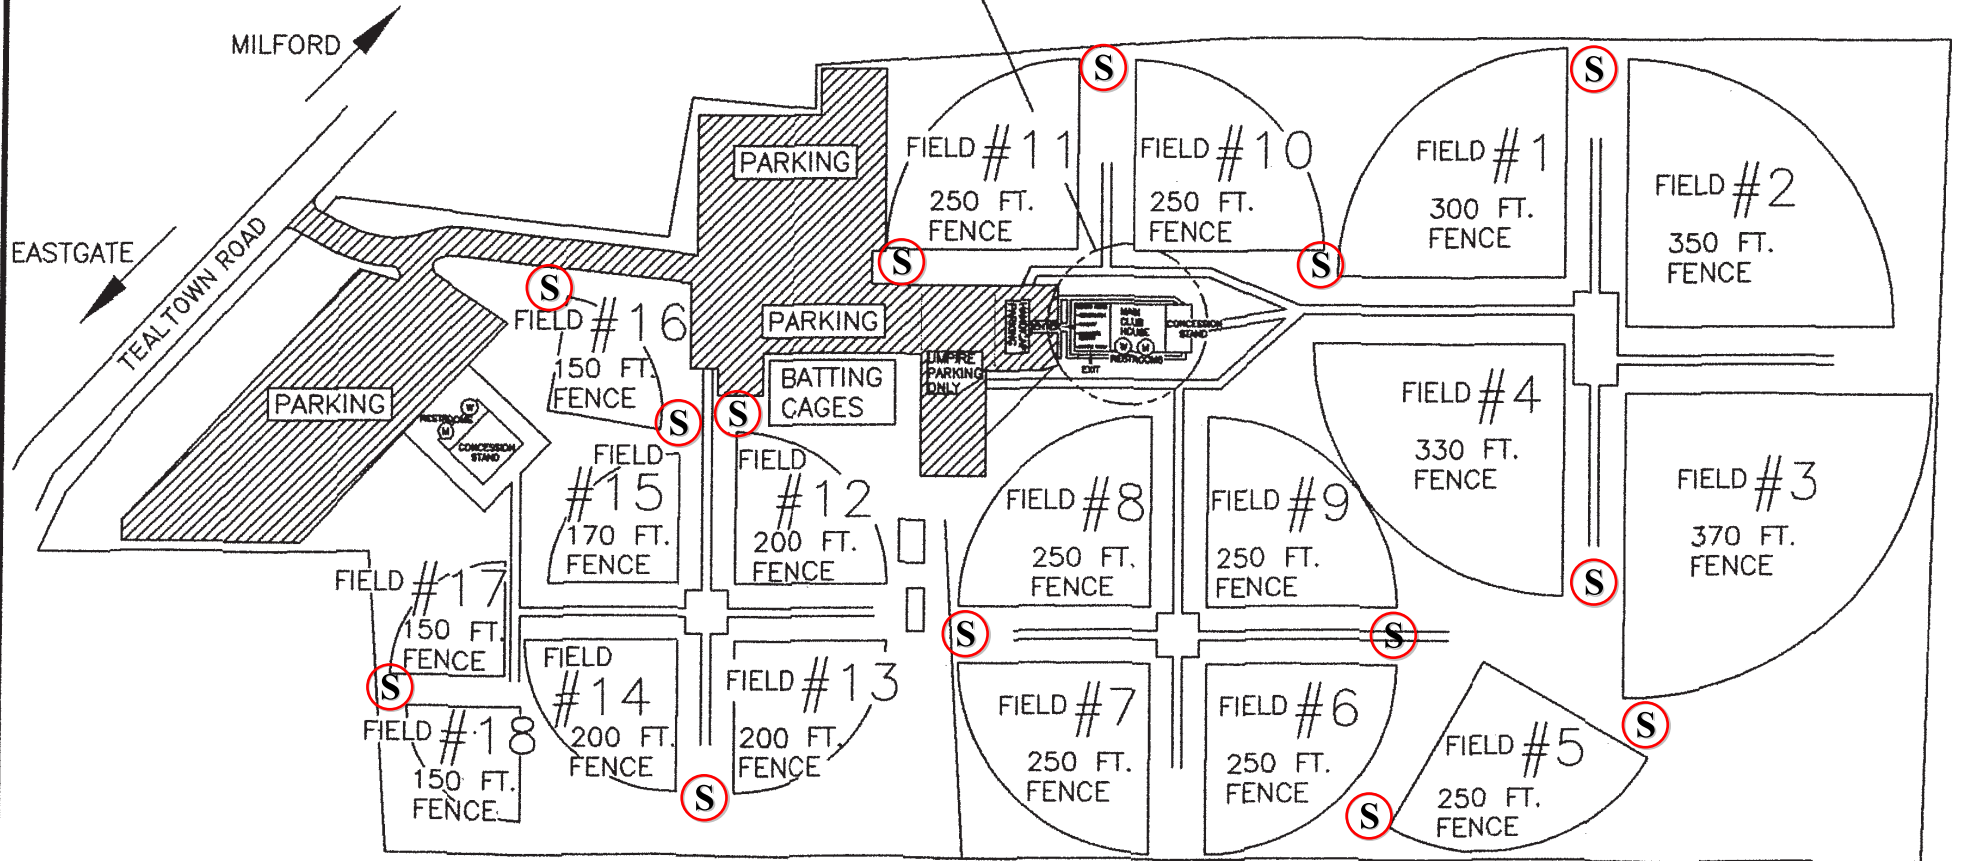 MILFORD
EASTGATE
TEALTOWN ROAD
PARKING
PARKING
PARKING
S
FIELD #11
250 FT.
FENCE
S
FIELD #10
250 FT.
FENCE
S
S
FIELD #1
300 FT.
FENCE
FIELD #2
350 FT.
FENCE
S
S
FIELD #16
150 FT.
FENCE
S
S
BATTING
CAGES
UMPIRE
PARKING
ONLY
HANDICAP
PARKING
ENTER
MAIN
CLUB
HOUSE
W M
RESTROOMS
EXIT
CONCESSION
STAND
RESTROOMS
W
M
CONCESSION
STAND
FIELD
#15
170 FT.
FENCE
FIELD
#12
200 FT.
FENCE
FIELD #8
250 FT.
FENCE
FIELD #9
250 FT.
FENCE
FIELD #4
330 FT.
FENCE
FIELD #3
370 FT.
FENCE
S
FIELD #17
150 FT.
FENCE
S
S
S
FIELD #18
150 FT.
FENCE
FIELD
#14
200 FT.
FENCE
FIELD #13
200 FT.
FENCE
S
FIELD #7
250 FT.
FENCE
FIELD #6
250 FT.
FENCE
S
FIELD #5
250 FT.
FENCE
S